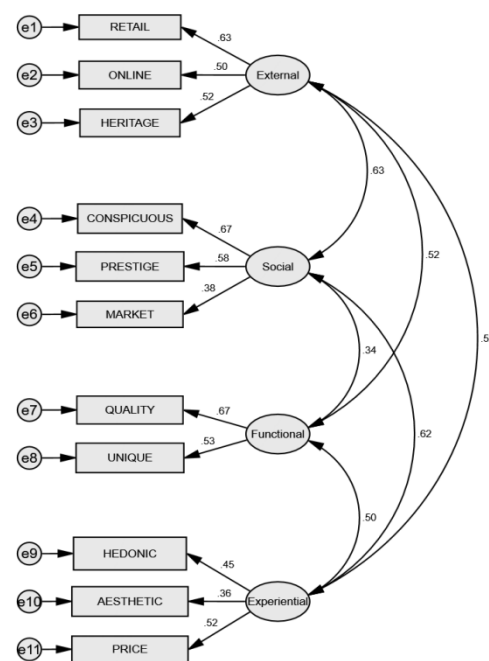 e1 RETAIL
.63
e2 ONLINE .50 External
.52
e3 HERITAGE
.63
e4 CONSPICUOUS
.67
.52
e5 PRESTIGE .58 Social
.38
e6 MARKET
.34
e7 QUALITY .67
Functional
.62
e8 UNIQUE .53
.50
e9 HEDONIC
.45
e10 AESTHETIC .36 Experiential
.52
e11 PRICE